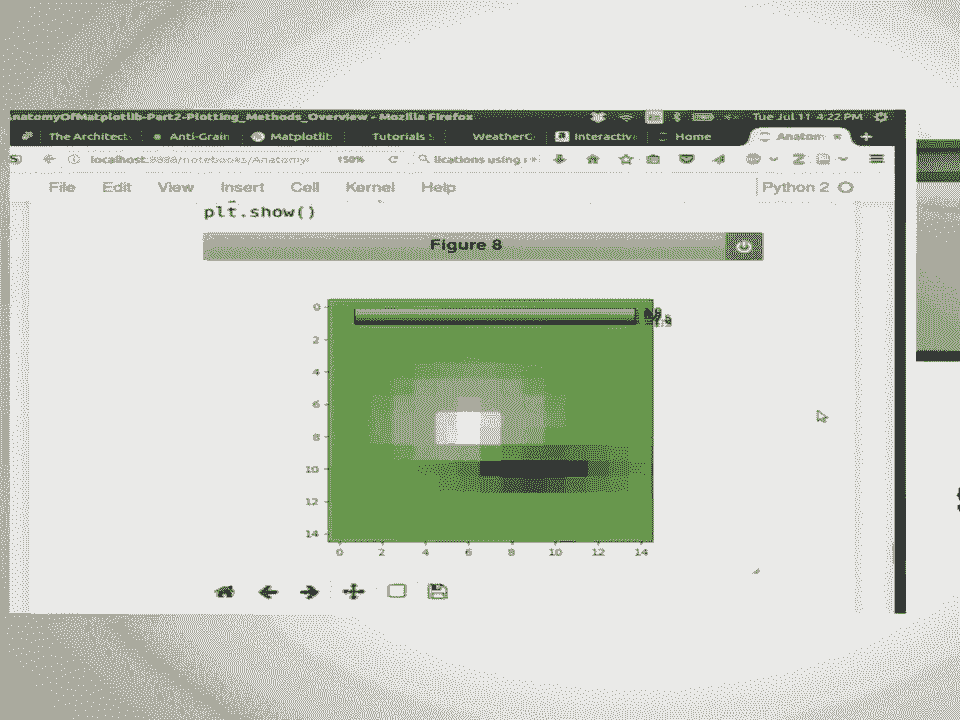 natomyOfMatplotlib-Part2-Plotting_Methods_Overview - Mozilla Firefox Tue Jul 11 4:22 PM
The Architect Anti-Grain Matplotlib Tutorials WeatherG Interactiv Home Anatom
localhost:8888/notebooks/Anatomy 150% lications using
File Edit View Insert Cell Kernel Help Python 2
plt.show()
Figure 8
0
2
4
6
8
10
12
14
0 2 4 6 8 10 12 14